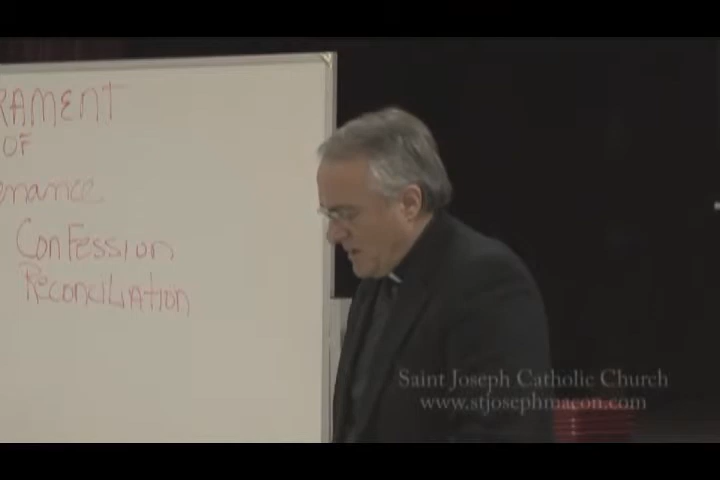 RAMENT
OF
enance
Confession
Reconciliation
Saint Joseph Catholic Church
www.stjosephmacon.com